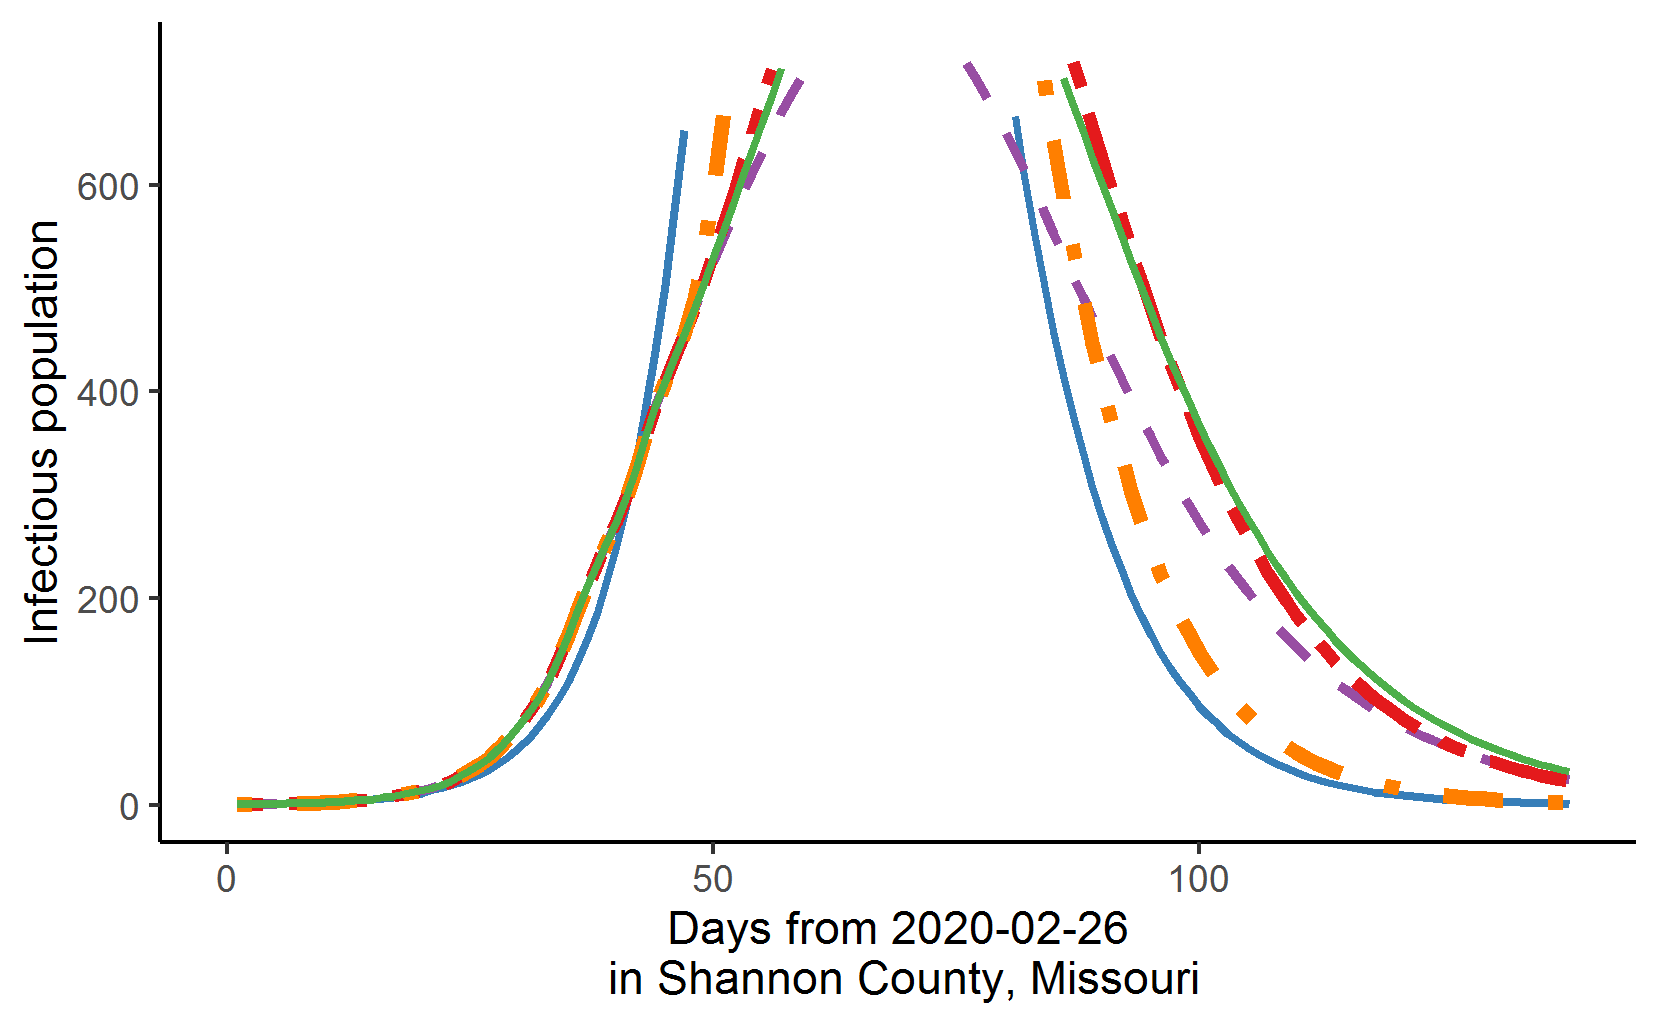 Infectious population
600
400
200
0
0 50 100
Days from 2020-02-26
in Shannon County, Missouri